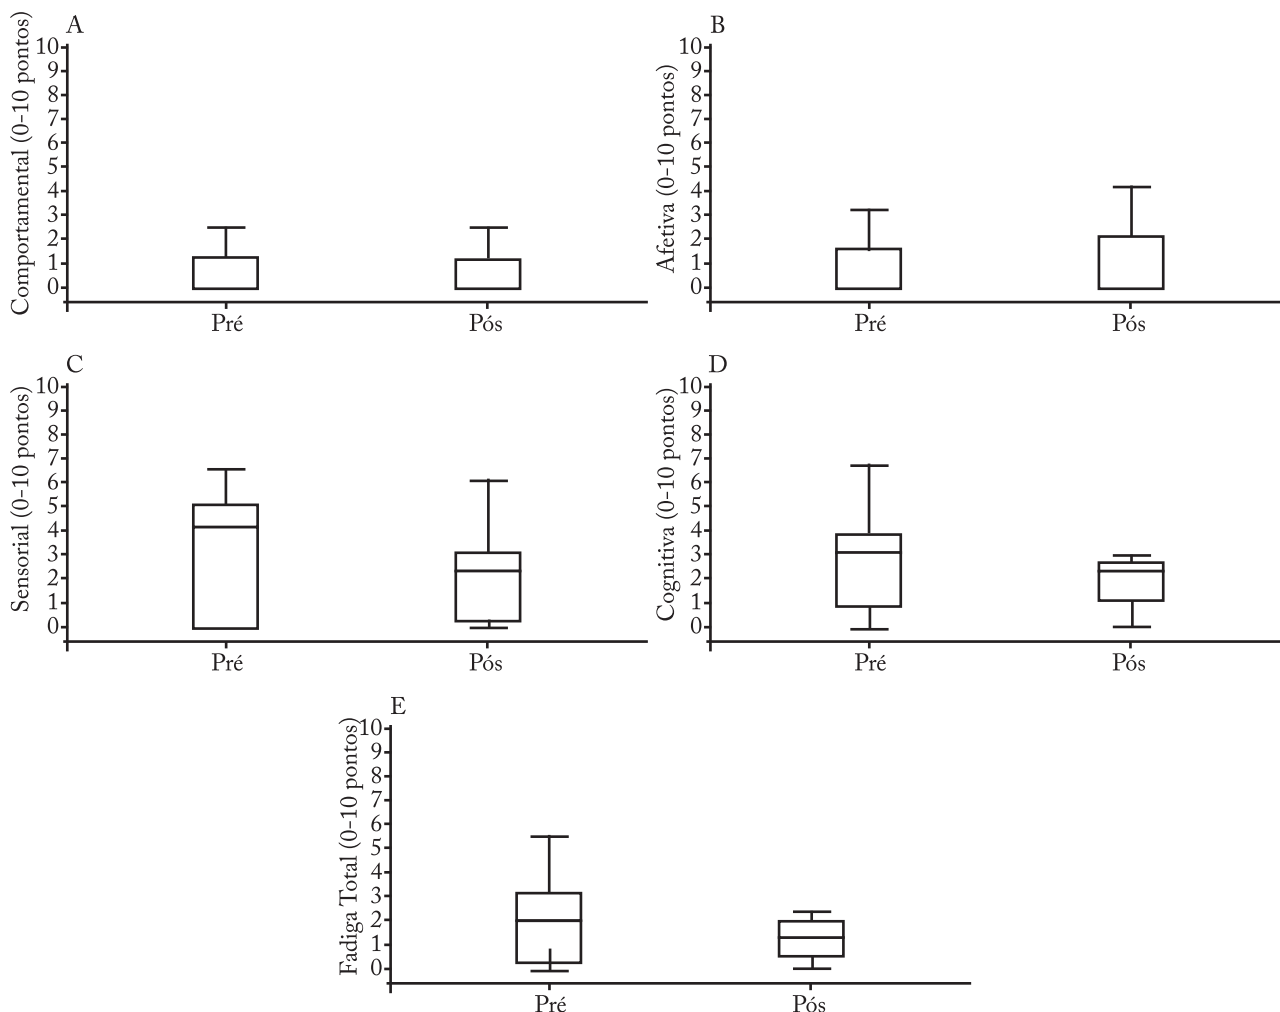 A
Comportamental (0-10 pontos)
10
9
8
7
6
5
4
3
2
1
0
Pré
Pós
B
Afetiva (0-10 pontos)
10
9
8
7
6
5
4
3
2
1
0
Pré
Pós
C
Sensorial (0-10 pontos)
10
9
8
7
6
5
4
3
2
1
0
Pré
Pós
D
Cognitiva (0-10 pontos)
10
9
8
7
6
5
4
3
2
1
0
Pré
Pós
E
Fadiga Total (0-10 pontos)
10
9
8
7
6
5
4
3
2
1
0
Pré
Pós